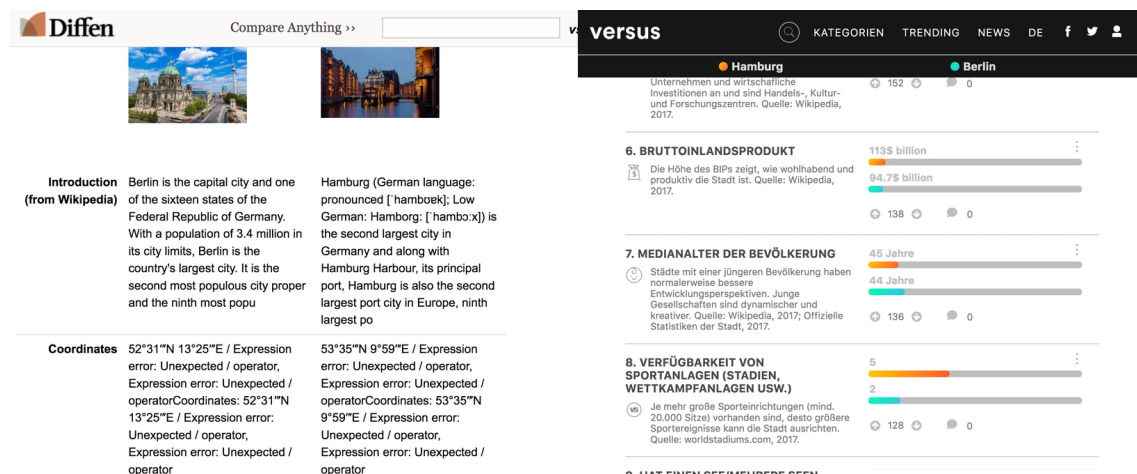 Diffen
Compare Anything ››
vs
Introduction
(from Wikipedia)
Berlin is the capital city and one
of the sixteen states of the
Federal Republic of Germany.
With a population of 3.4 million in
its city limits, Berlin is the
country's largest city. It is the
second most populous city proper
and the ninth most popu
Hamburg (German language:
pronounced [ˈhambʊɐk]; Low
German: Hamborg: [ˈhambɔːx]) is
the second largest city in
Germany and along with
Hamburg Harbour, its principal
port, Hamburg is also the second
largest port city in Europe, ninth
largest po
Coordinates
52°31′″N 13°25′″E / Expression
error: Unexpected / operator,
Expression error: Unexpected /
operatorCoordinates: 52°31′″N
13°25′″E / Expression error:
Unexpected / operator,
Expression error: Unexpected /
operator
53°35′″N 9°59′″E / Expression
error: Unexpected / operator,
Expression error: Unexpected /
operatorCoordinates: 53°35′″N
9°59′″E / Expression error:
Unexpected / operator,
Expression error: Unexpected /
operator
versus
KATEGORIEN TRENDING NEWS DE
Hamburg Berlin
Unternehmen und wirtschaftliche
Investitionen an und sind Handels-, Kultur-
und Forschungszentren. Quelle: Wikipedia,
2017.
152 0
6. BRUTTOINLANDSPRODUKT
Die Höhe des BIPs zeigt, wie wohlhabend und
produktiv die Stadt ist. Quelle: Wikipedia,
2017.
113$ billion
94.7$ billion
138 0
7. MEDIANALTER DER BEVÖLKERUNG
Städte mit einer jüngeren Bevölkerung haben
normalerweise bessere
Entwicklungsperspektiven. Junge
Gesellschaften sind dynamischer und
kreativer. Quelle: Wikipedia, 2017; Offizielle
Statistiken der Stadt, 2017.
45 Jahre
44 Jahre
136 0
8. VERFÜGBARKEIT VON
SPORTANLAGEN (STADIEN,
WETTKAMPFANLAGEN USW.)
VS
Je mehr große Sporteinrichtungen (mind.
20.000 Sitze) vorhanden sind, desto größere
Sportereignisse kann die Stadt ausrichten.
Quelle: worldstadiums.com, 2017.
5
2
128 0
9. HAT EINEN SEE/MEHRERE SEEN